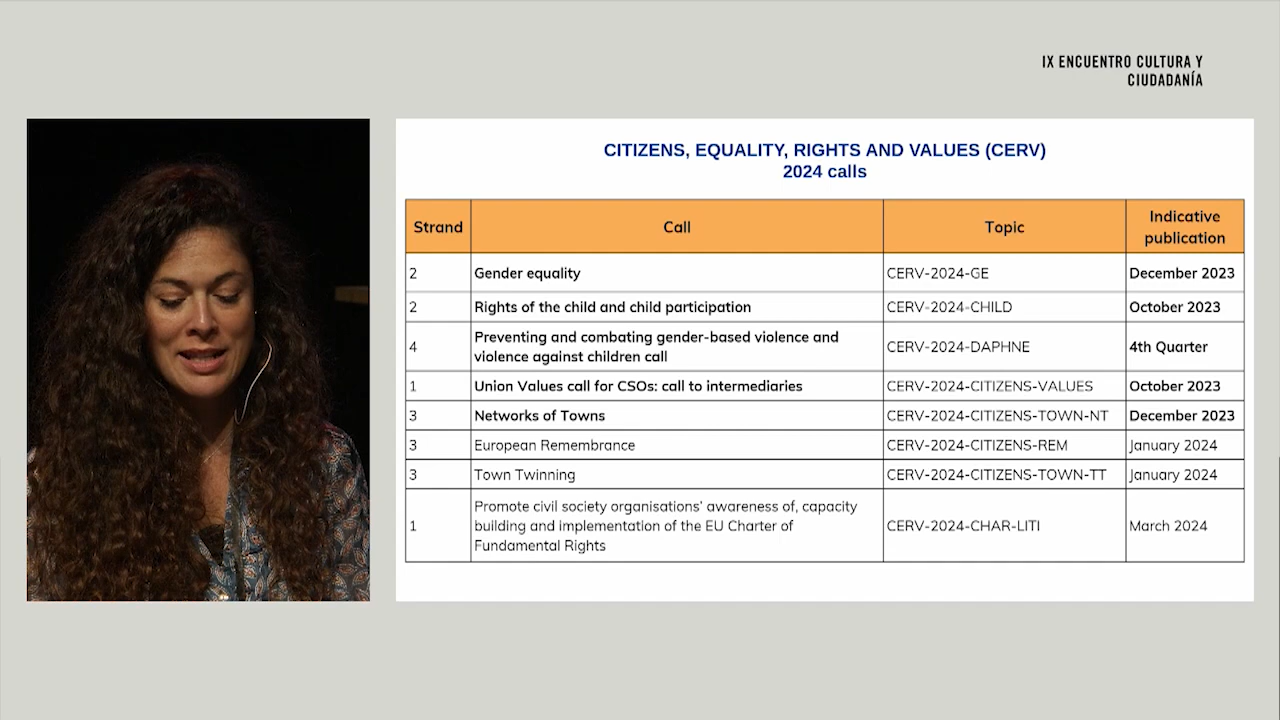 IX ENCUENTRO CULTURA Y
CIUDADANÍA
CITIZENS, EQUALITY, RIGHTS AND VALUES (CERV)
2024 calls
Strand
Call
Topic
Indicative
publication
2
Gender equality
CERV-2024-GE
December 2023
2
Rights of the child and child participation
CERV-2024-CHILD
October 2023
4
Preventing and combating gender-based violence and
violence against children call
CERV-2024-DAPHNE
4th Quarter
1
Union Values call for CSOs: call to intermediaries
CERV-2024-CITIZENS-VALUES
October 2023
3
Networks of Towns
CERV-2024-CITIZENS-TOWN-NT
December 2023
3
European Remembrance
CERV-2024-CITIZENS-REM
January 2024
3
Town Twinning
CERV-2024-CITIZENS-TOWN-TT
January 2024
1
Promote civil society organisations' awareness of, capacity
building and implementation of the EU Charter of
Fundamental Rights
CERV-2024-CHAR-LITI
March 2024